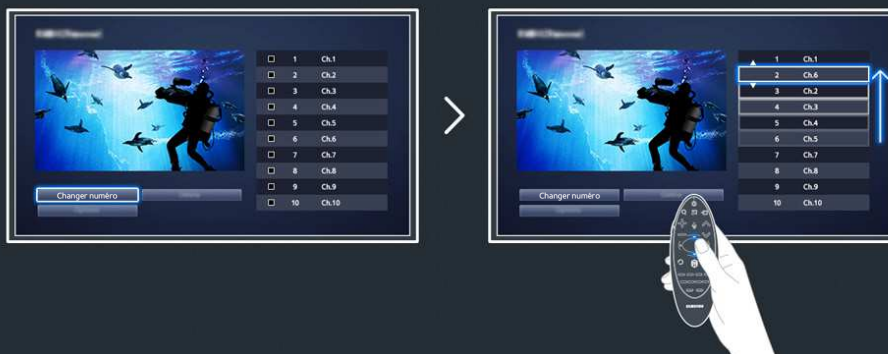 1 Ch.1
2 Ch.2
3 Ch.3
4 Ch.4
5 Ch.5
6 Ch.6
7 Ch.7
8 Ch.8
9 Ch.9
10 Ch.10
Changer numéro
1 Ch.1
2 Ch.6
3 Ch.2
4 Ch.3
5 Ch.4
6 Ch.5
7 Ch.7
8 Ch.8
9 Ch.9
10 Ch.10
Changer numéro
SAMSUNG